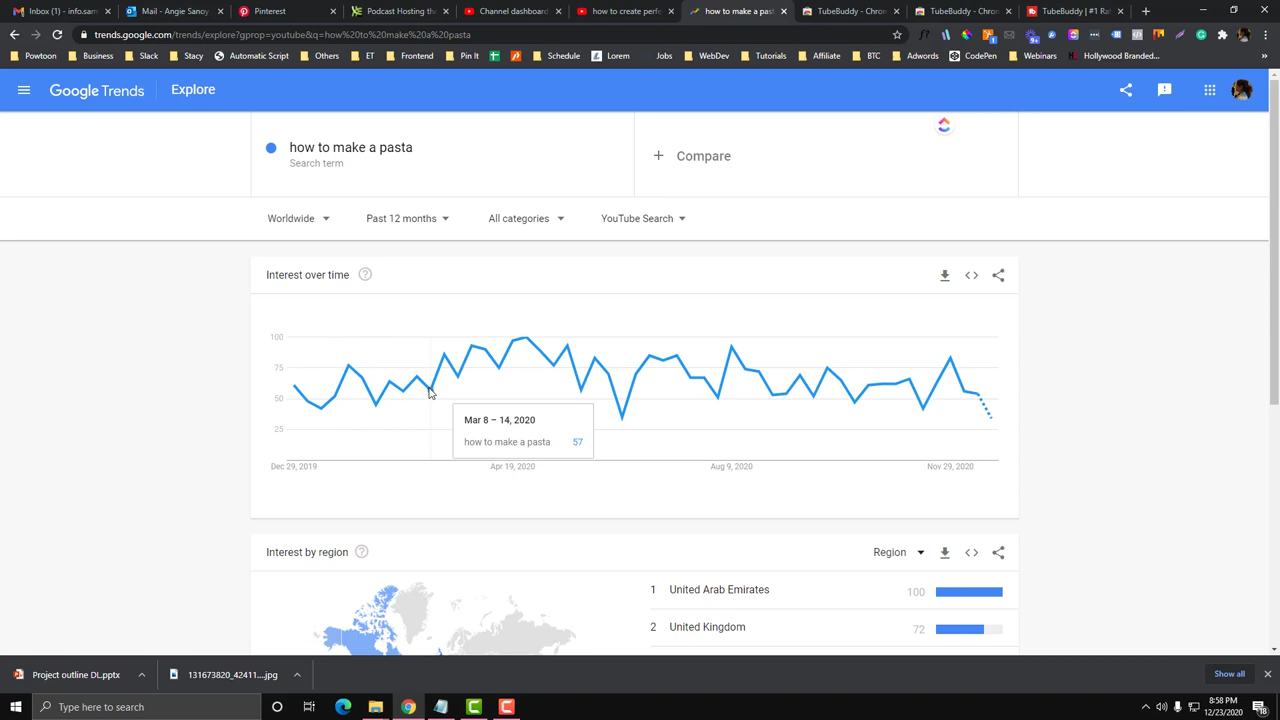 Inbox (1) - info.sam
Mail - Angie Sanoy
Pinterest
Podcast Hosting th
Channel dashboard
how to create perf
how to make a past
TubeBuddy - Chro
TubeBuddy - Chro
TubeBuddy | #1 Ra
trends.google.com/trends/explore?gprop=youtube&q=how%20to%20make%20a%20pasta
Powtoon Business Slack Stacy Automatic Script Others ET Frontend Pin It Schedule Lorem Jobs WebDev Tutorials Affiliate BTC Adwords CodePen Webinars Hollywood Branded...
Google Trends Explore
how to make a pasta
Search term
+ Compare
Worldwide Past 12 months All categories YouTube Search
Interest over time
100
75
50
25
Mar 8 – 14, 2020
how to make a pasta 57
Dec 29, 2019 Apr 19, 2020 Aug 9, 2020 Nov 29, 2020
Interest by region Region
1 United Arab Emirates 100
2 United Kingdom 72
Project outline DL.pptx 131673820_42411....jpg Show all
Type here to search
8:58 PM
12/23/2020